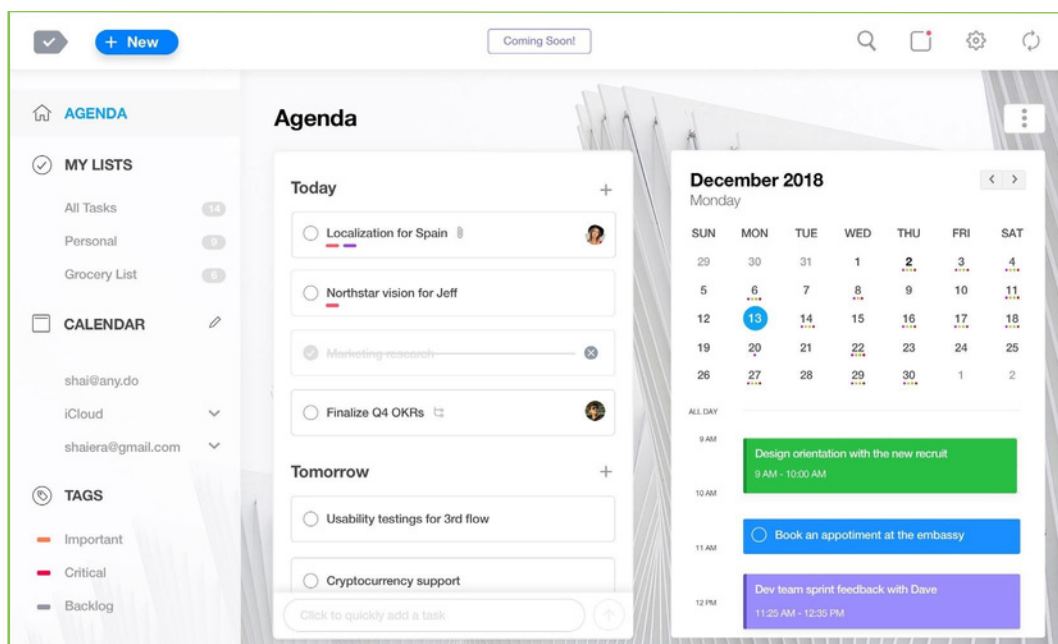 + New
Coming Soon!
AGENDA
MY LISTS
All Tasks 14
Personal 9
Grocery List 6
CALENDAR
shai@any.do
iCloud
shaiera@gmail.com
TAGS
Important
Critical
Backlog
Agenda
Today +
Localization for Spain
Northstar vision for Jeff
Marketing research
Finalize Q4 OKRs
Tomorrow +
Usability testings for 3rd flow
Cryptocurrency support
Click to quickly add a task
December 2018
Monday
SUN MON TUE WED THU FRI SAT
29 30 31 1 2 3 4
5 6 7 8 9 10 11
12 13 14 15 16 17 18
19 20 21 22 23 24 25
26 27 28 29 30 1 2
ALL DAY
9 AM
Design orientation with the new recruit
9 AM - 10:00 AM
10 AM
Book an appotiment at the embassy
11 AM
Dev team sprint feedback with Dave
12 PM
11:25 AM - 12:35 PM